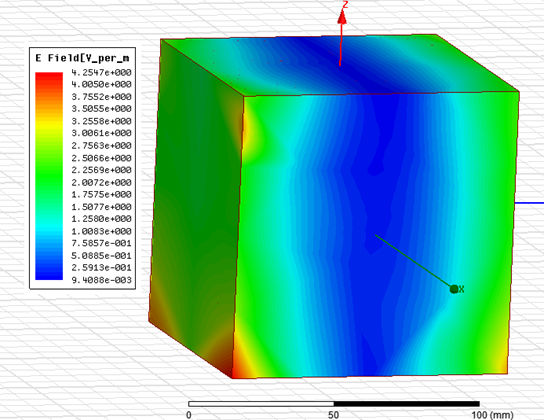 Z
E Field[Y_per_m
4.2547e+000
4.0050e+000
3.7552e+000
3.5055e+000
3.2558e+000
3.0061e+000
2.7563e+000
2.5066e+000
2.2569e+000
2.0072e+000
1.7575e+000
1.5077e+000
1.2580e+000
1.0083e+000
7.5857e-001
5.0885e-001
2.5913e-001
9.4088e-003
X
0
50
100 (mm)